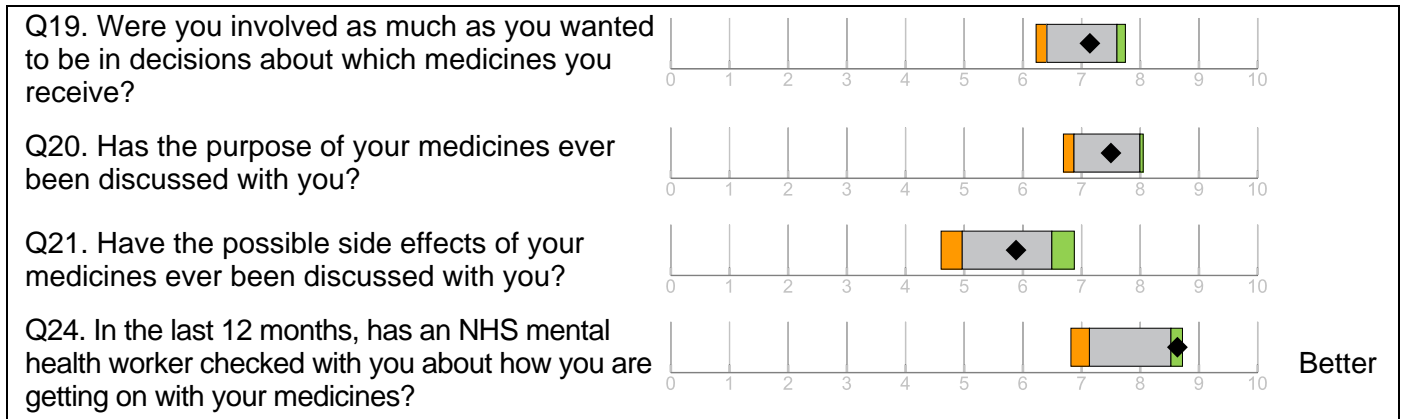 Q19. Were you involved as much as you wanted
to be in decisions about which medicines you
receive?
0 1 2 3 4 5 6 7 8 9 10
Q20. Has the purpose of your medicines ever
been discussed with you?
0 1 2 3 4 5 6 7 8 9 10
Q21. Have the possible side effects of your
medicines ever been discussed with you?
0 1 2 3 4 5 6 7 8 9 10
Q24. In the last 12 months, has an NHS mental
health worker checked with you about how you are
getting on with your medicines?
0 1 2 3 4 5 6 7 8 9 10
Better